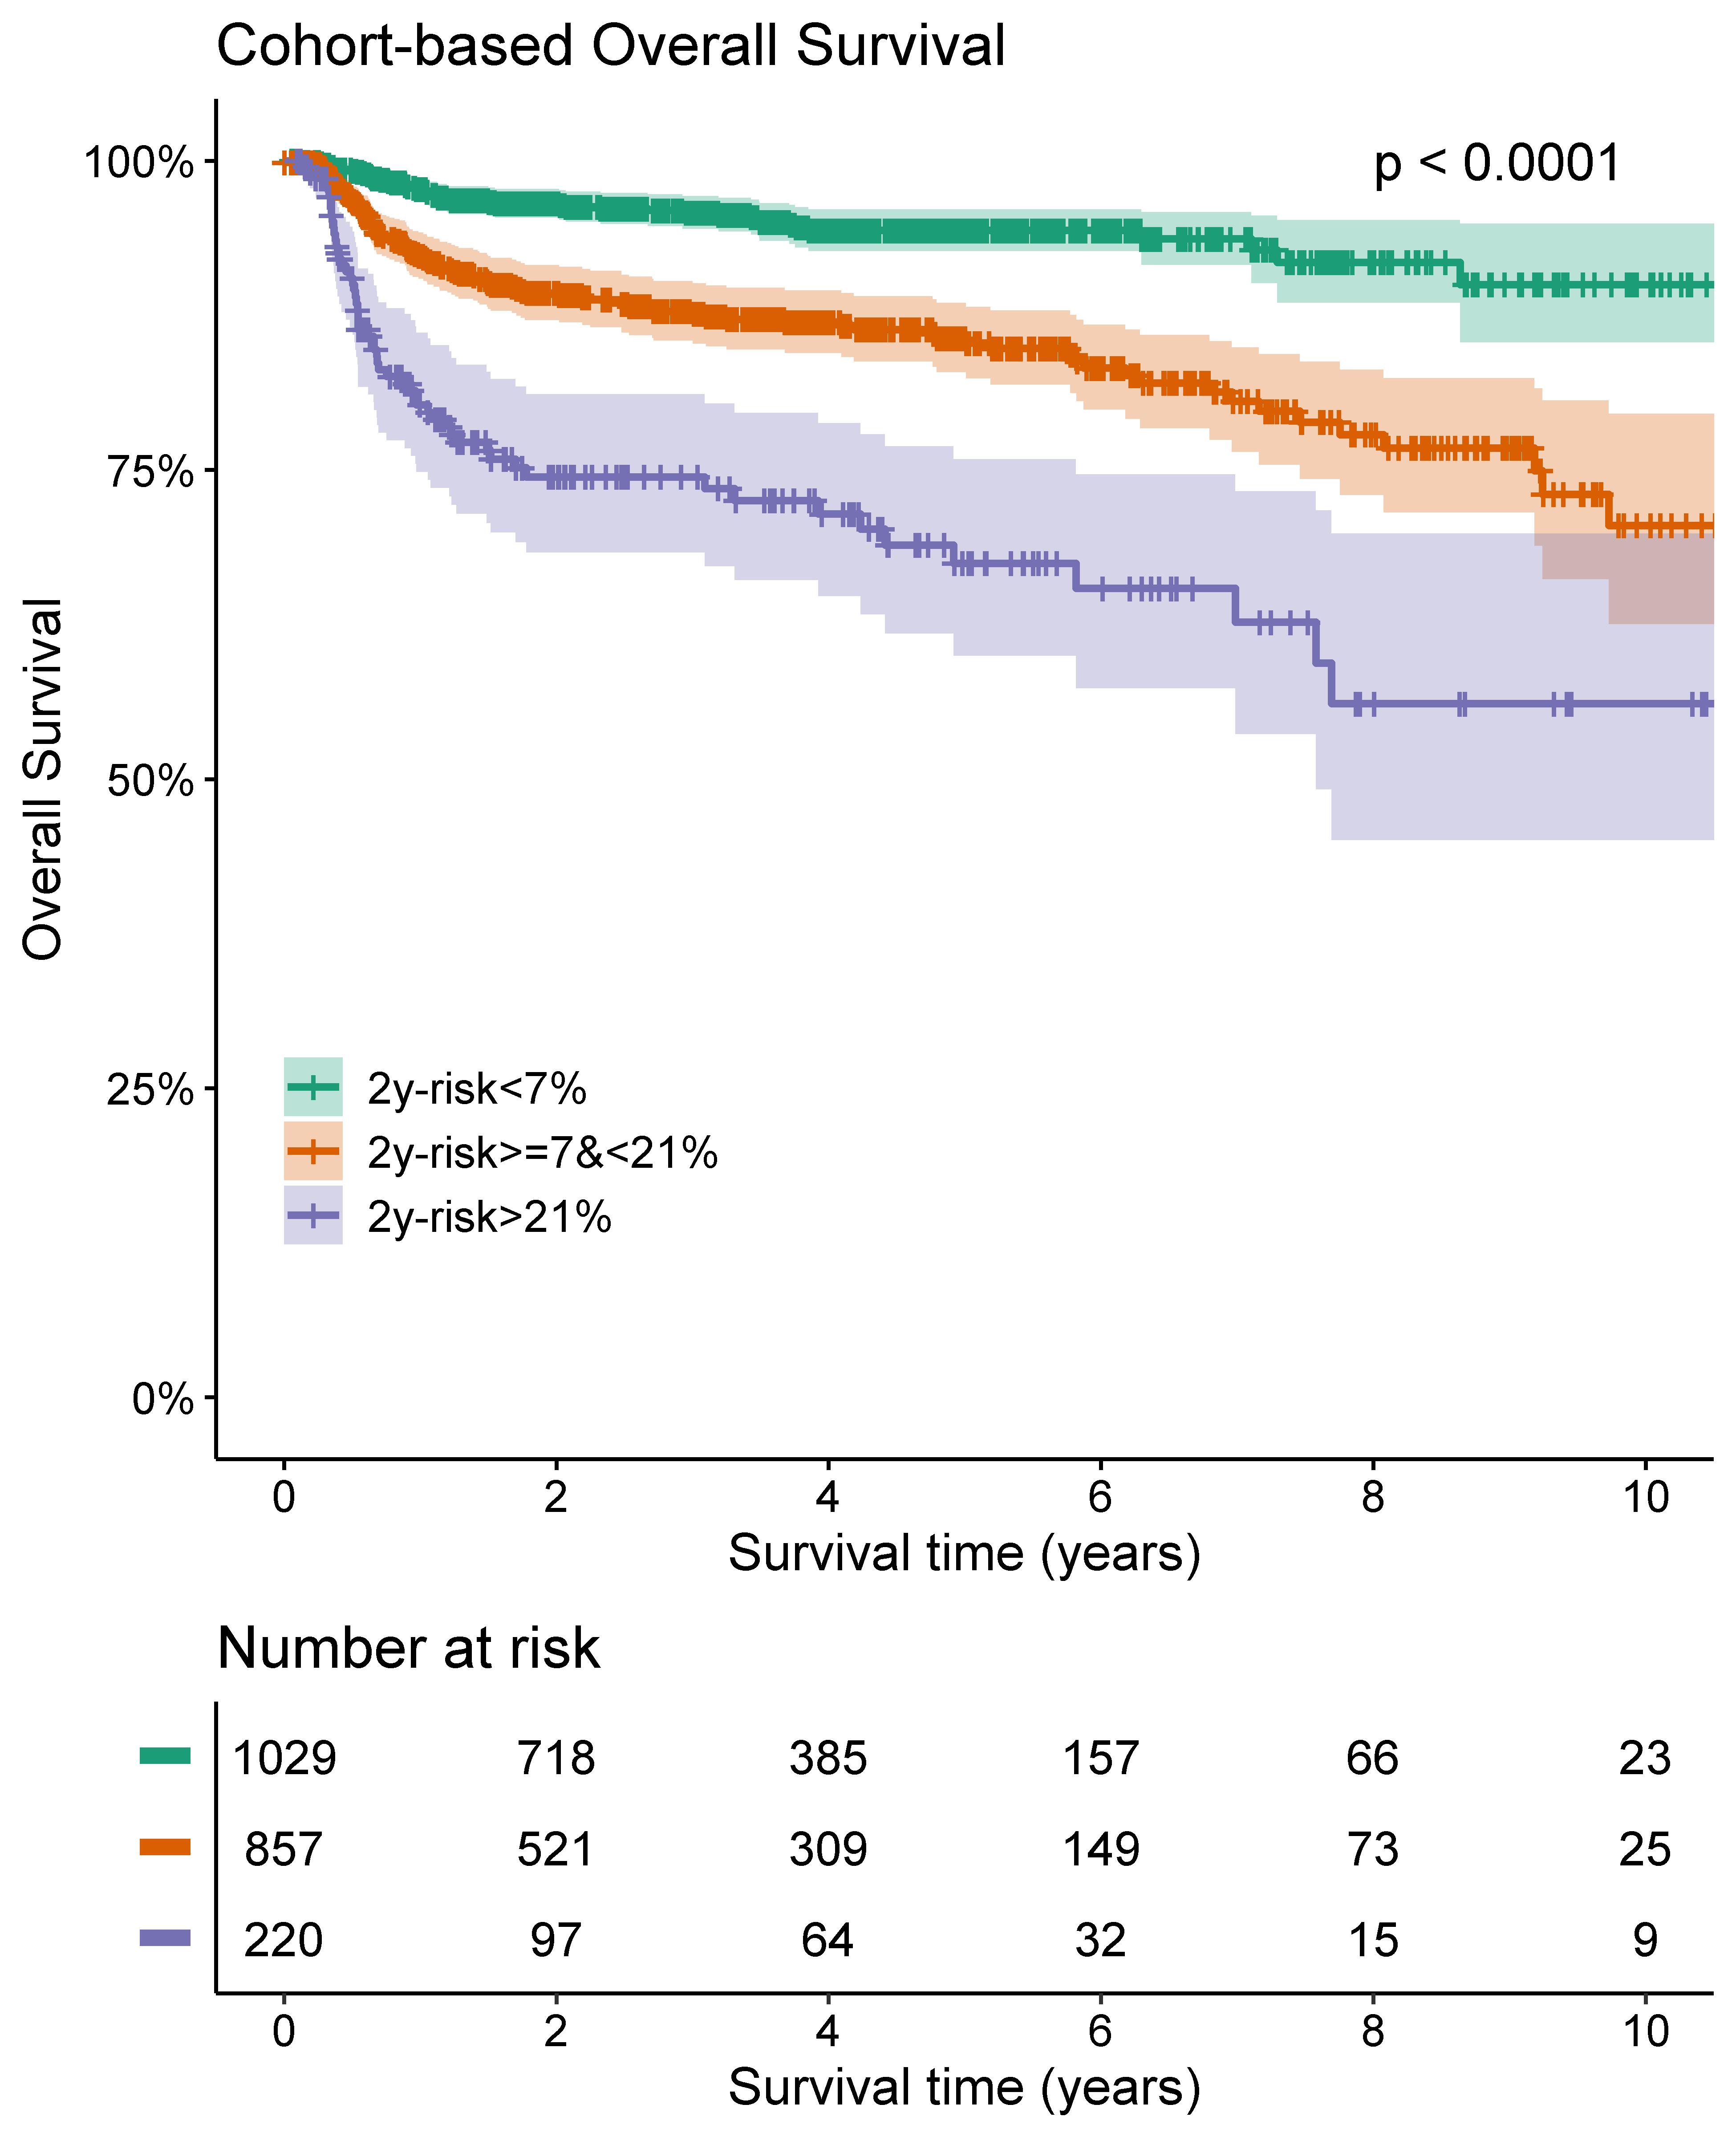 Cohort-based Overall Survival
p < 0.0001
100%
75%
50%
25%
0%
Overall Survival
2y-risk<7%
2y-risk>=7&<21%
2y-risk>21%
0 2 4 6 8 10
Survival time (years)
Number at risk
1029 718 385 157 66 23
857 521 309 149 73 25
220 97 64 32 15 9
0 2 4 6 8 10
Survival time (years)